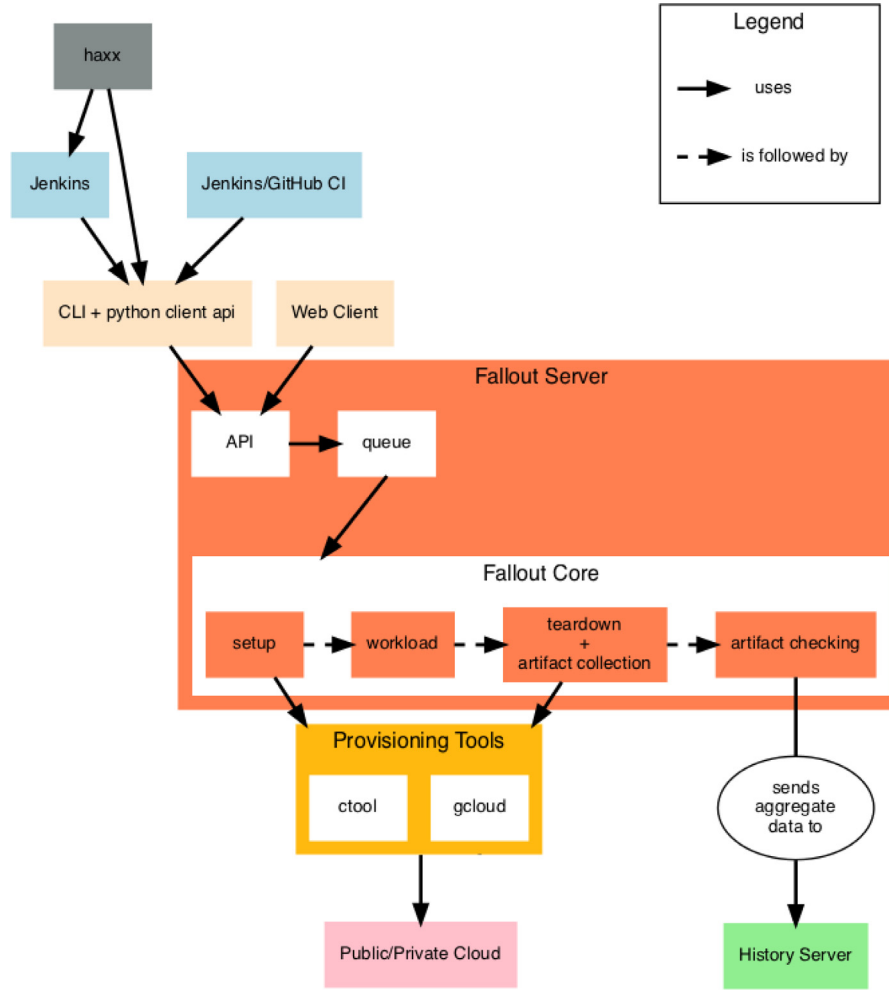 Legend
uses
is followed by
haxx
Jenkins
Jenkins/GitHub CI
CLI + python client api
Web Client
Fallout Server
API
queue
Fallout Core
setup
workload
teardown
+
artifact collection
artifact checking
Provisioning Tools
ctool
gcloud
sends
aggregate
data to
Public/Private Cloud
History Server